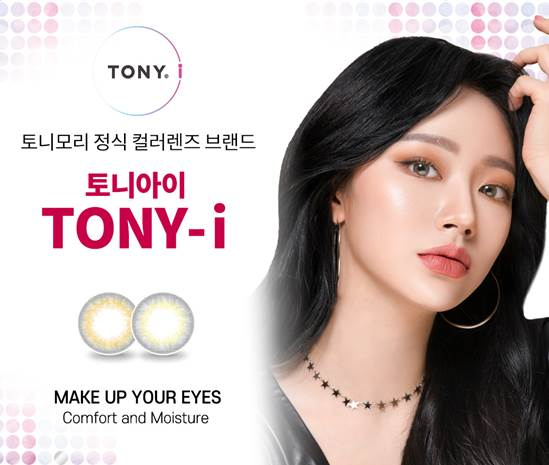 TONY® i
토니모리 정식 컬러렌즈 브랜드
토니아이
TONY-i
MAKE UP YOUR EYES
Comfort and Moisture